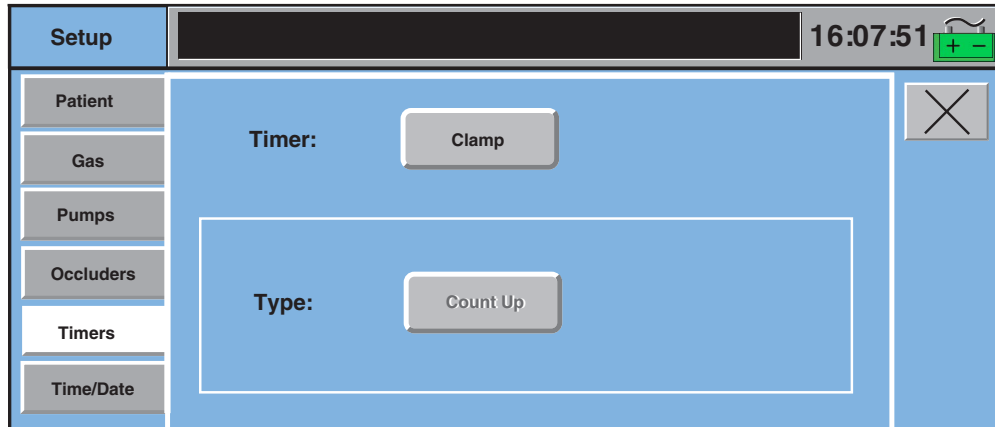 Setup
16:07:51
+ −
Patient
Gas
Pumps
Occluders
Timers
Time/Date
Timer: Clamp
Type: Count Up